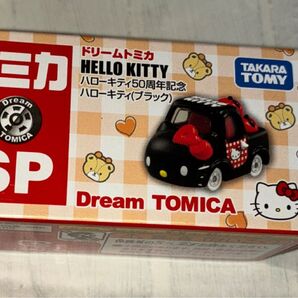 ミカ
ドリームトミカ
HELLO KITTY
ハローキティ50周年記念
ハローキティ(ブラック)
TAKARA
TOMY
Dream
TOMICA
SP
Dream TOMICA